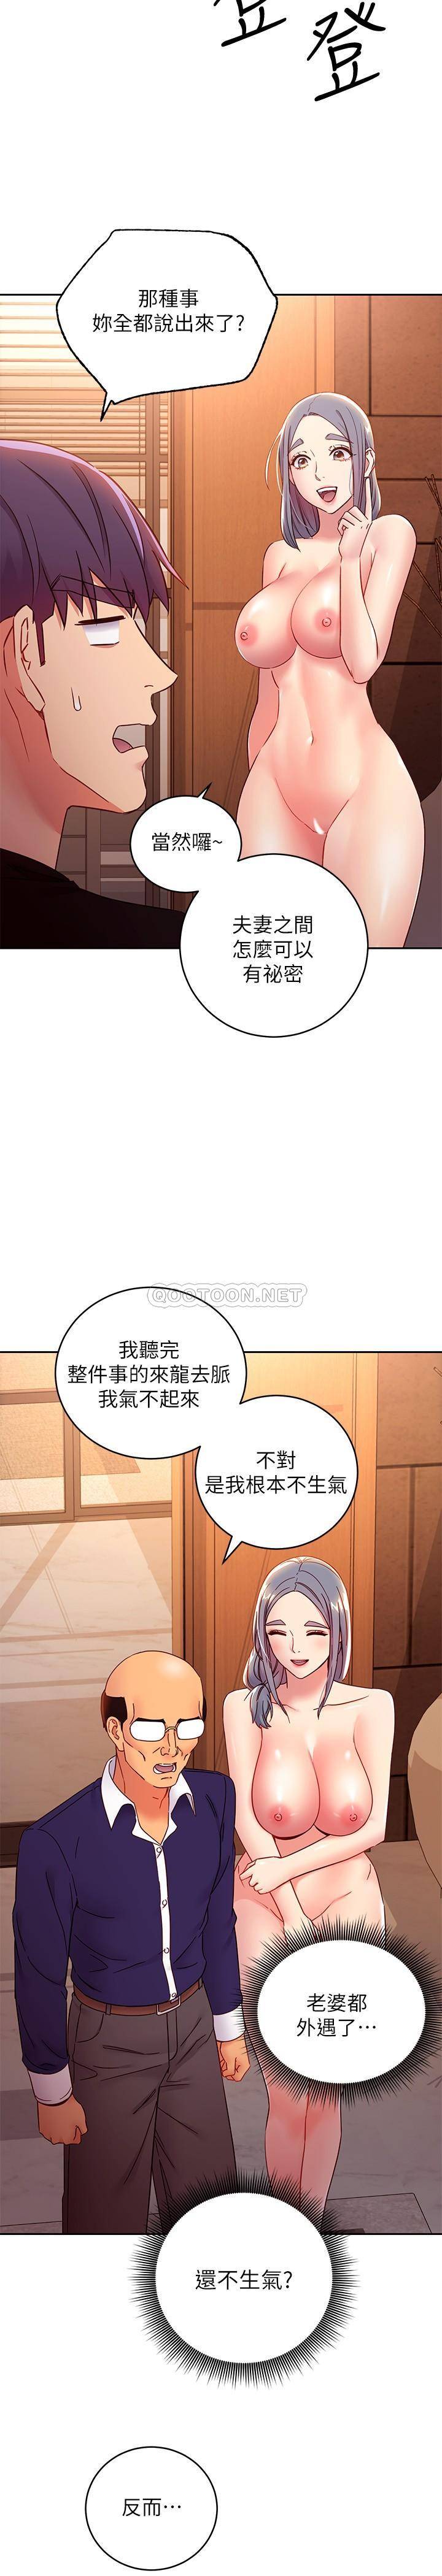 登
登
那種事
妳全都說出來了?
當然囉~
夫妻之間
怎麼可以
有祕密
QOOTOON.NET
我聽完
整件事的來龍去脈
我氣不起來
不對
是我根本不生氣
老婆都
外遇了⋯
還不生氣?
反而⋯